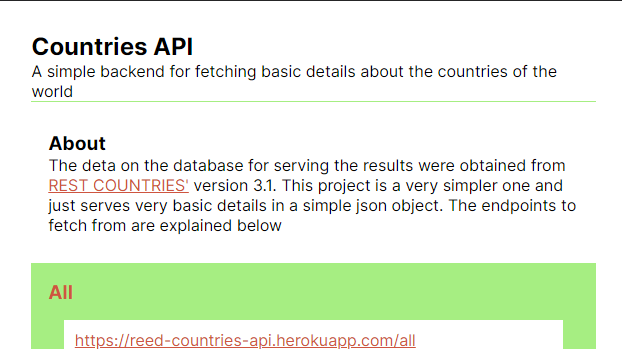 Countries API
A simple backend for fetching basic details about the countries of the
world
About
The deta on the database for serving the results were obtained from
REST COUNTRIES' version 3.1. This project is a very simpler one and
just serves very basic details in a simple json object. The endpoints to
fetch from are explained below
All
https://reed-countries-api.herokuapp.com/all